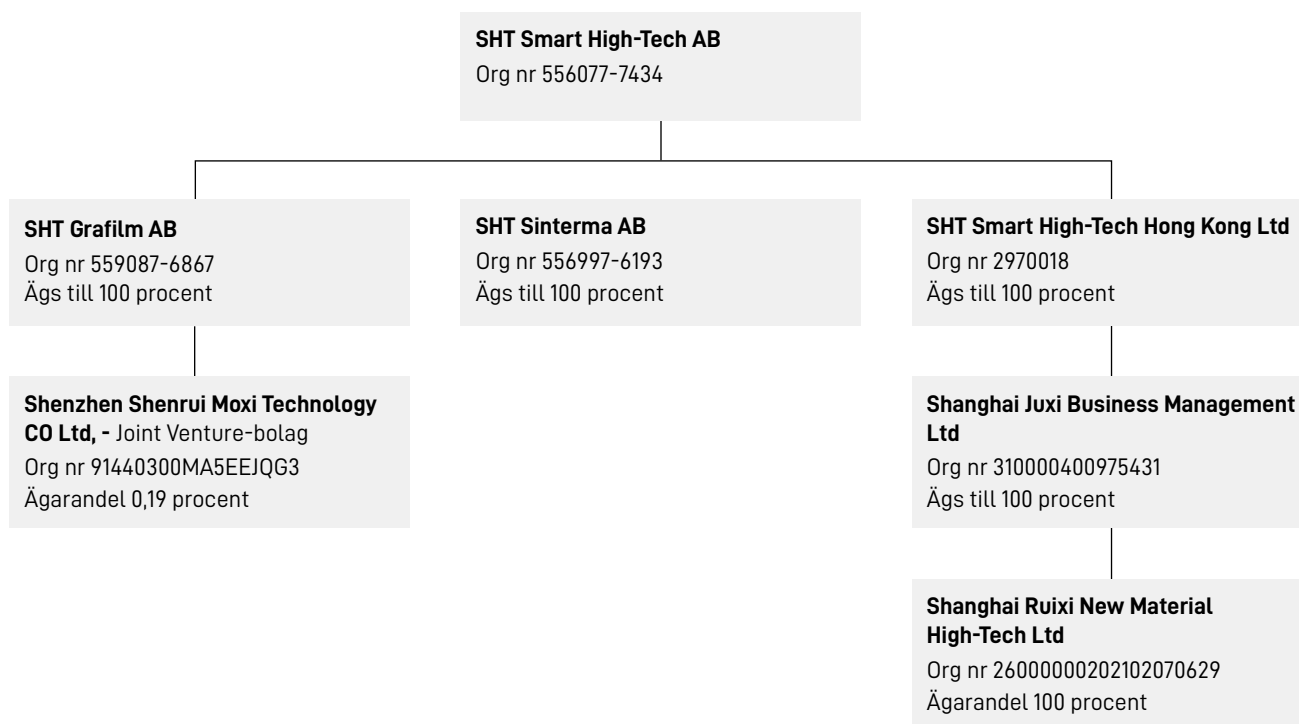 SHT Smart High-Tech AB
Org nr 556077-7434
SHT Grafilm AB
Org nr 559087-6867
Ägs till 100 procent
SHT Sinterma AB
Org nr 556997-6193
Ägs till 100 procent
SHT Smart High-Tech Hong Kong Ltd
Org nr 2970018
Ägs till 100 procent
Shenzhen Shenrui Moxi Technology
CO Ltd, - Joint Venture-bolag
Org nr 91440300MA5EEJQG3
Ägarandel 0,19 procent
Shanghai Juxi Business Management
Ltd
Org nr 310000400975431
Ägs till 100 procent
Shanghai Ruixi New Material
High-Tech Ltd
Org nr 26000000202102070629
Ägarandel 100 procent